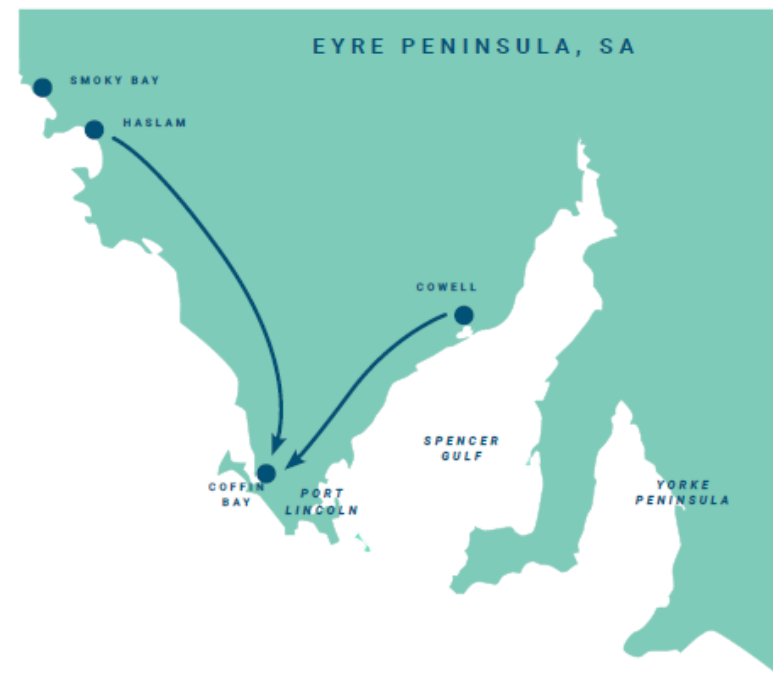 EYRE PENINSULA, SA
SMOKY BAY
HASLAM
COWELL
SPENCER
GULF
COFFIN
BAY
PORT
LINCOLN
YORKE
PENINSULA